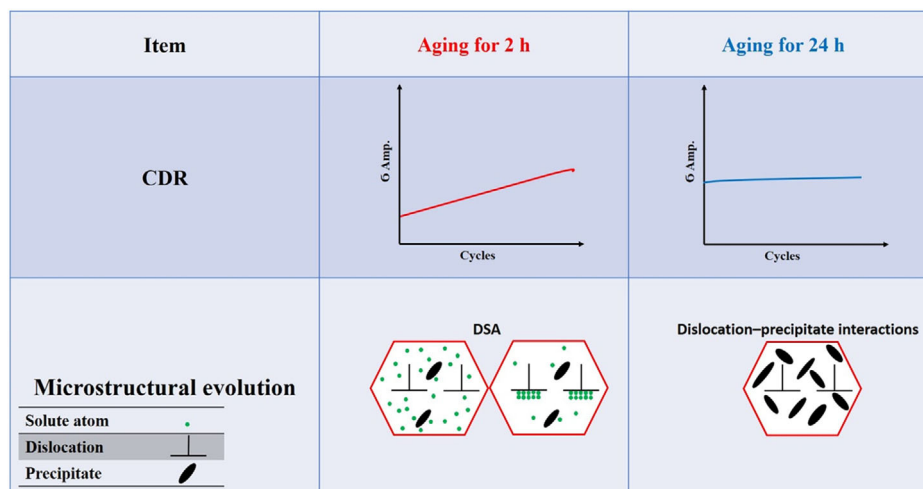 Item
Aging for 2 h
Aging for 24 h
CDR
б Amp.
Cycles
б Amp.
Cycles
Microstructural evolution
Solute atom
Dislocation
Precipitate
DSA
Dislocation–precipitate interactions